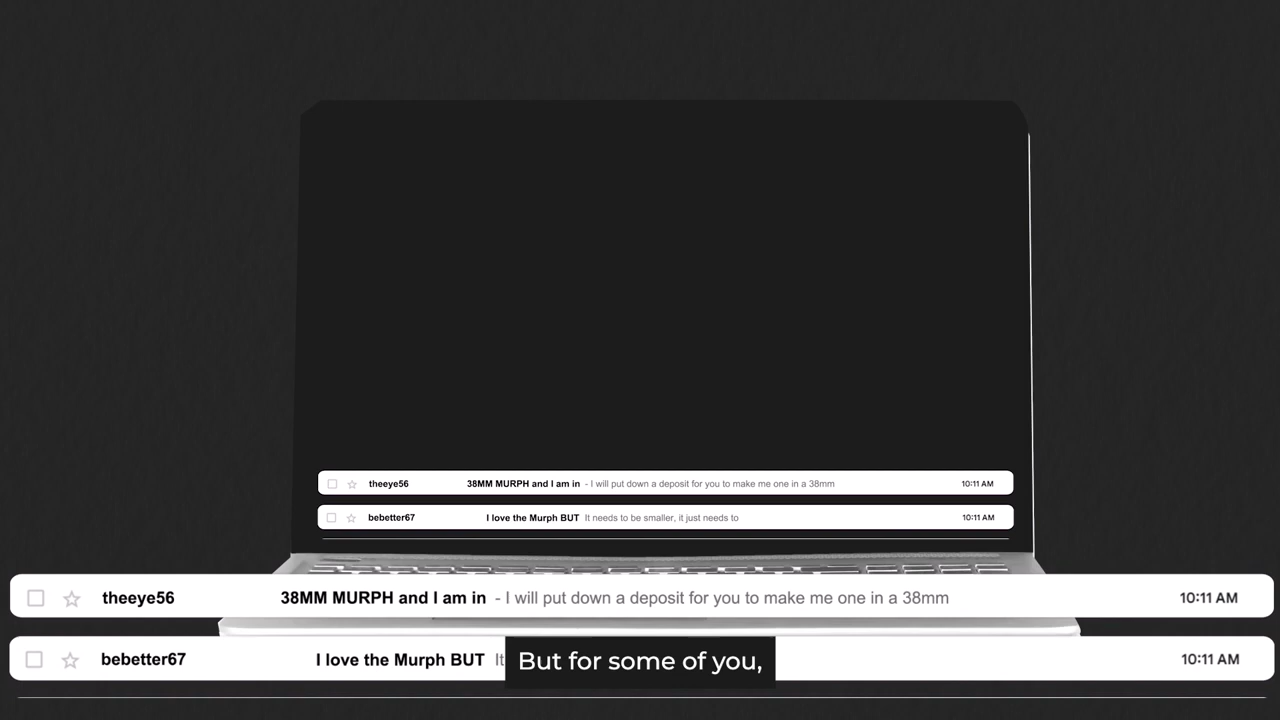 theeye56 38MM MURPH and I am in - I will put down a deposit for you to make me one in a 38mm 10:11 AM
bebetter67 I love the Murph BUT It needs to be smaller, it just needs to 10:11 AM
theeye56 38MM MURPH and I am in - I will put down a deposit for you to make me one in a 38mm 10:11 AM
bebetter67 I love the Murph BUT It 10:11 AM
But for some of you,